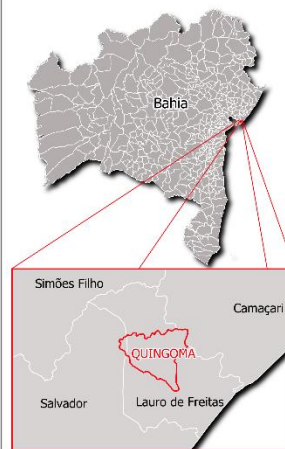 Bahia
Simões Filho
Camaçari
QUINGOMA
Salvador
Lauro de Freitas